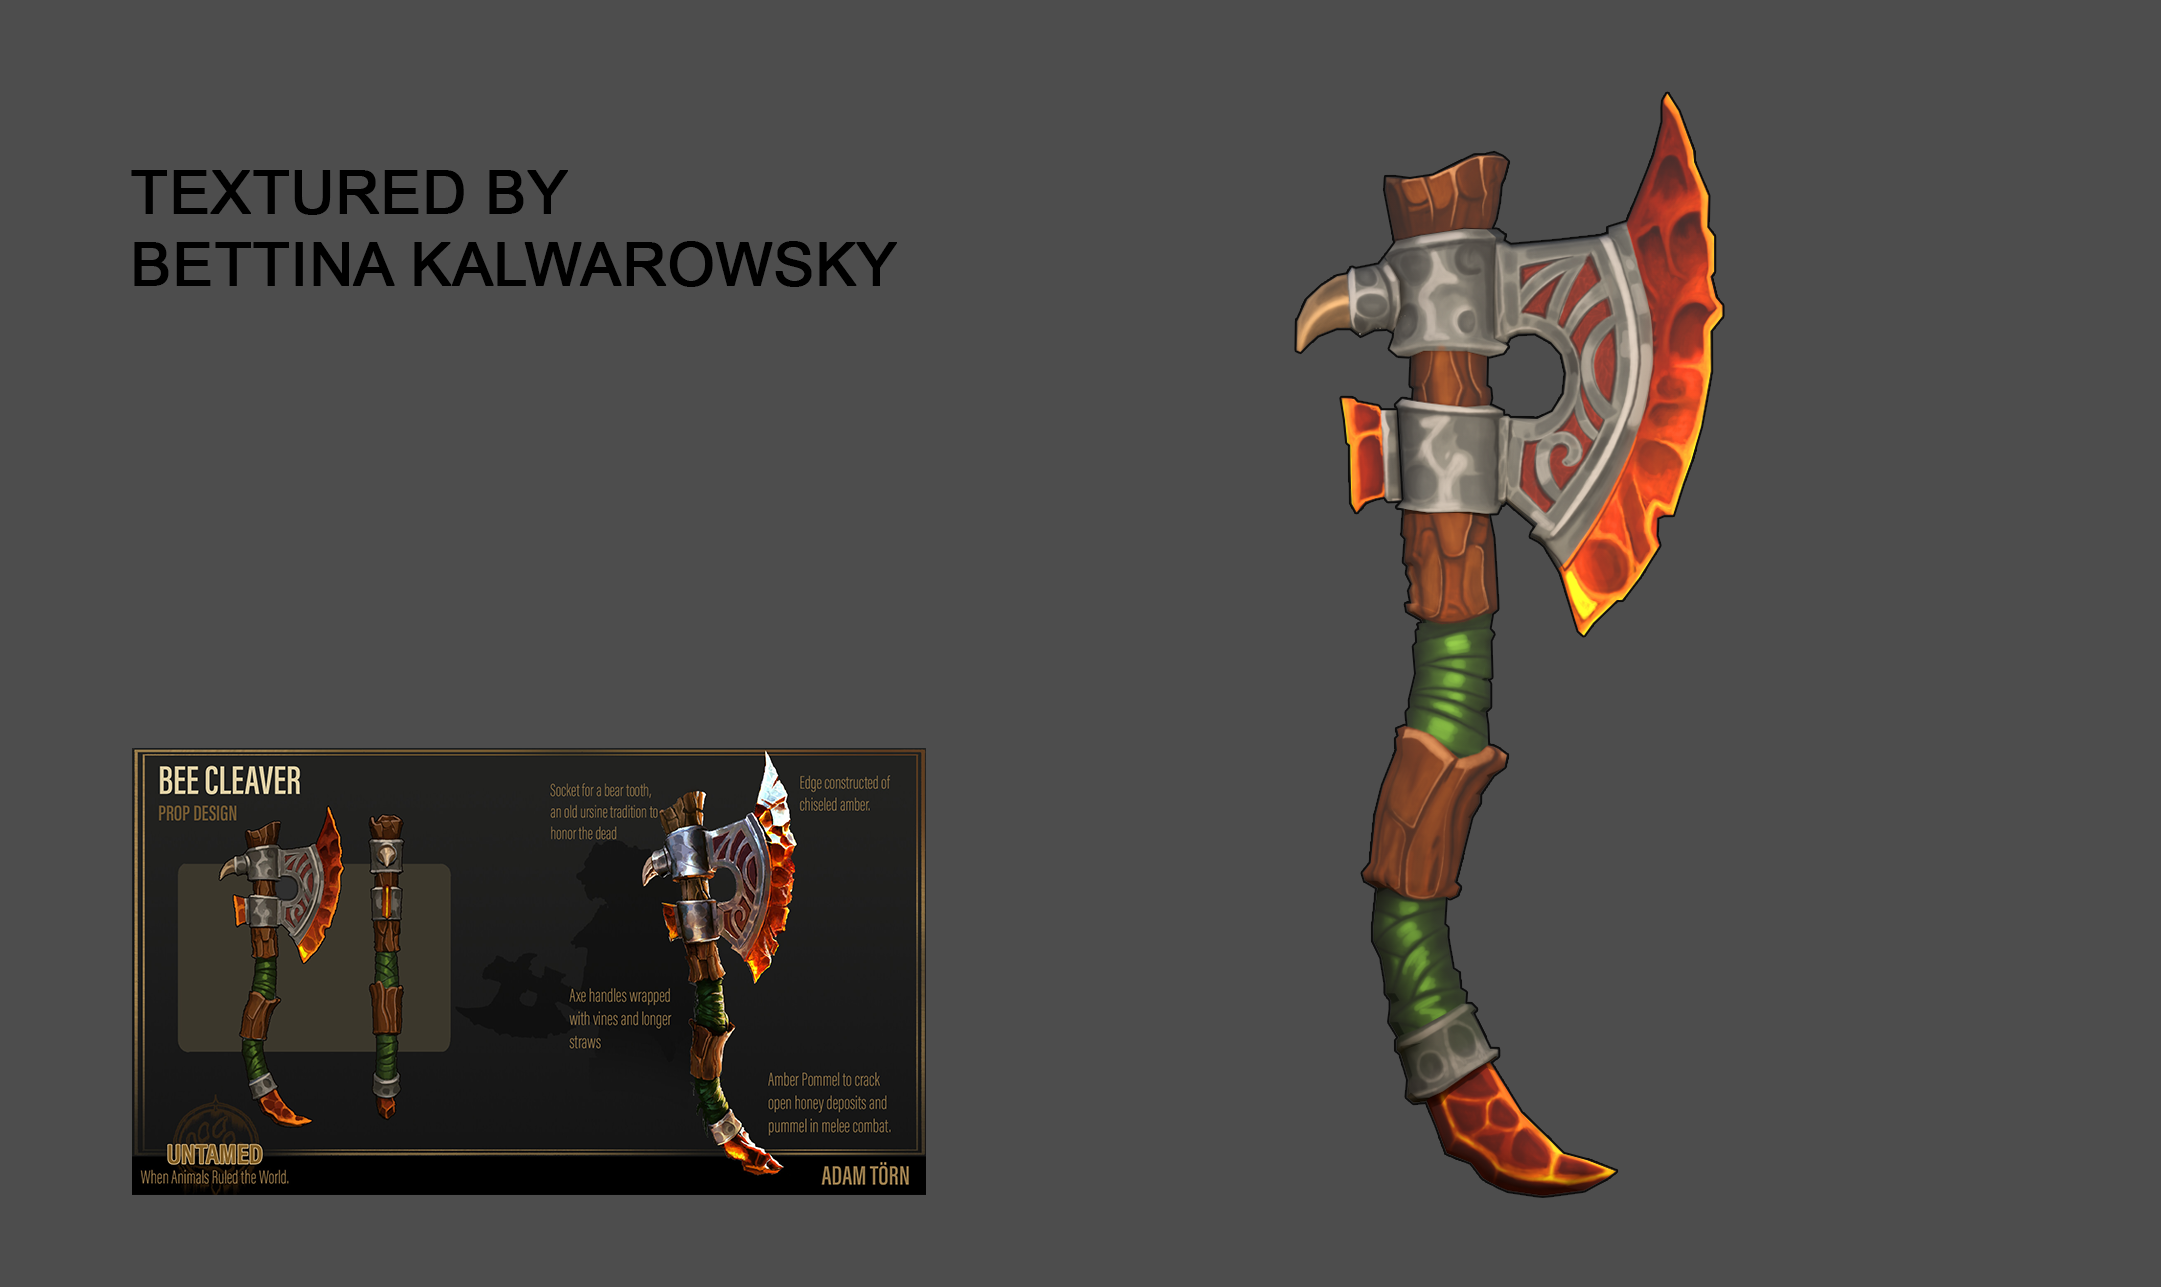 TEXTURED BY
BETTINA KALWAROWSKY
BEE CLEAVER
PROP DESIGN
Socket for a bear tooth,
an old ursine tradition to
honor the dead
Edge constructed of
chiseled amber.
Axe handles wrapped
with vines and longer
straws
Amber Pommel to crack
open honey deposits and
pummel in melee combat.
UNTAMED
When Animals Ruled the World.
ADAM TÖRN